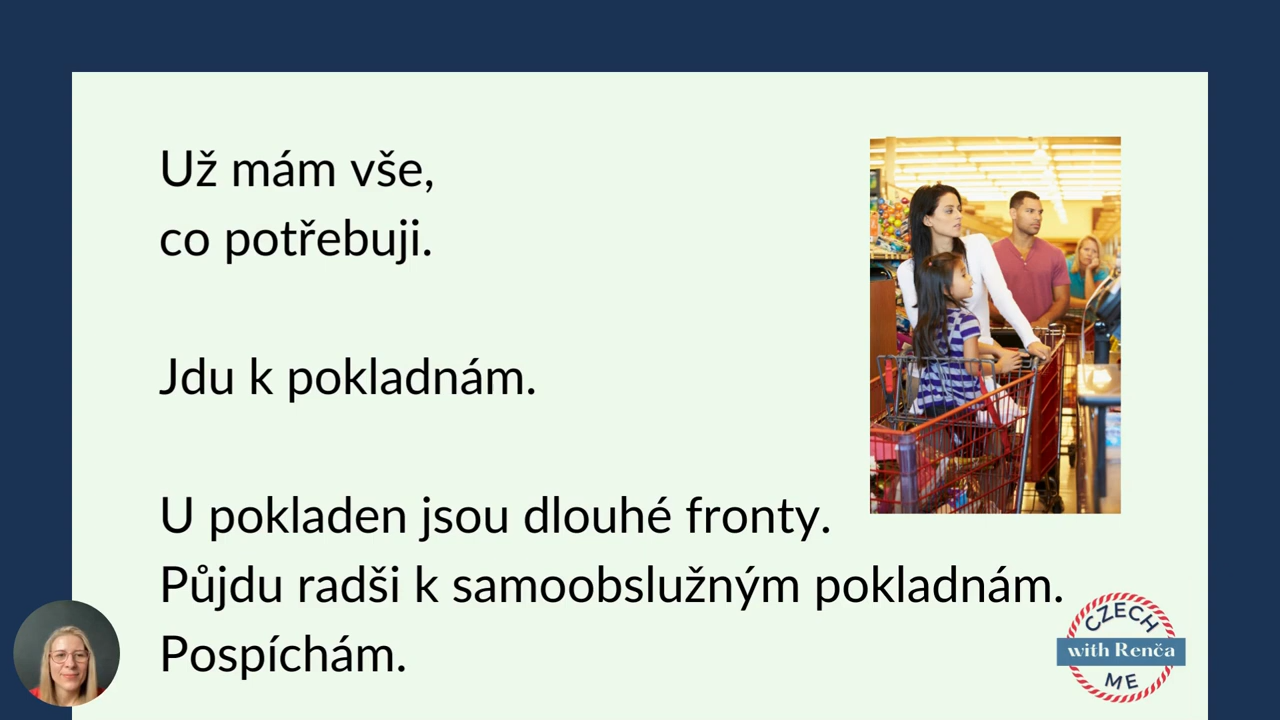 Už mám vše,
co potřebuji.
Jdu k pokladnám.
U pokladen jsou dlouhé fronty.
Půjdu radši k samoobslužným pokladnám.
Pospíchám.
CZECH
with Renča
ME